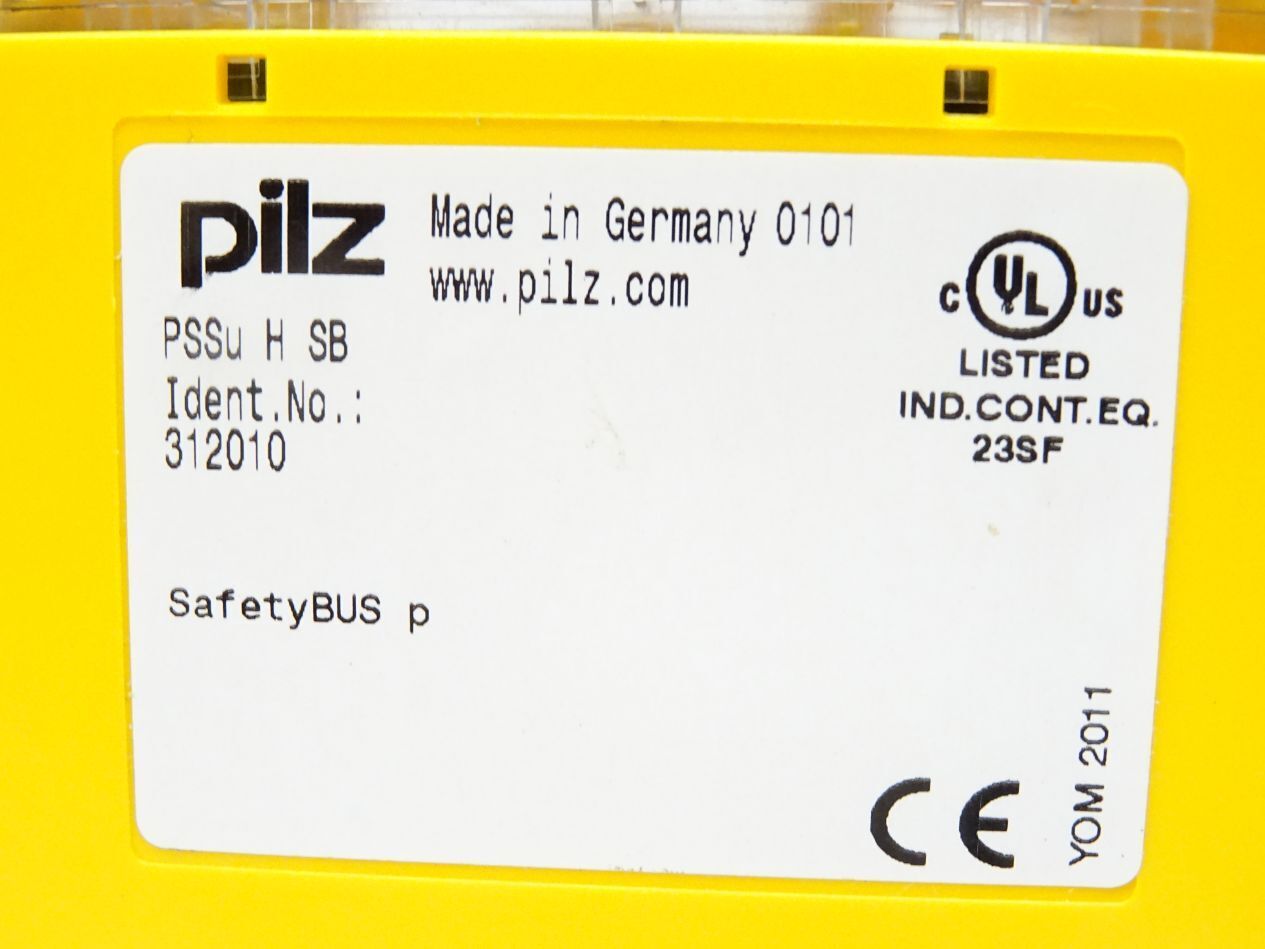 pilz
Made in Germany 0101
www.pilz.com
PSSu H SB
Ident.No.:
312010
SafetyBUS p
C UL US
LISTED
IND.CONT.EQ.
23SF
CE
YOM 2011